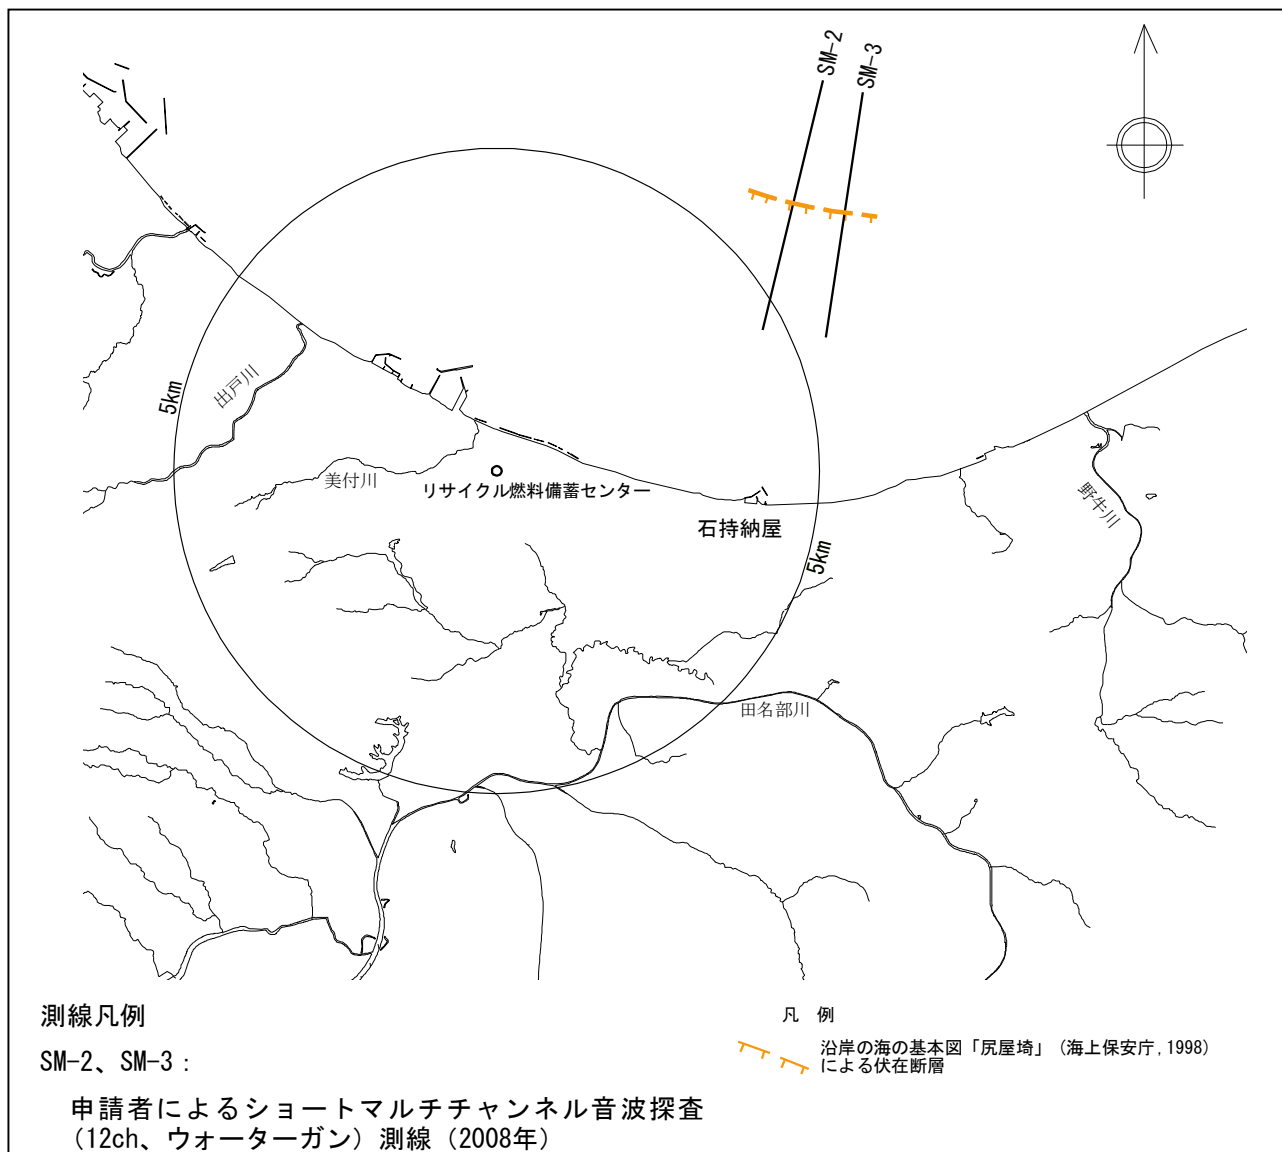 SM-2
SM-3
5km
出戸川
美付川
リサイクル燃料備蓄センター
石持納屋
5km
野牛川
田名部川
測線凡例
SM-2、SM-3：
申請者によるショートマルチチャンネル音波探査
（12ch、ウォーターガン）測線（2008年）
凡 例
沿岸の海の基本図「尻屋埼」（海上保安庁,1998）
による伏在断層